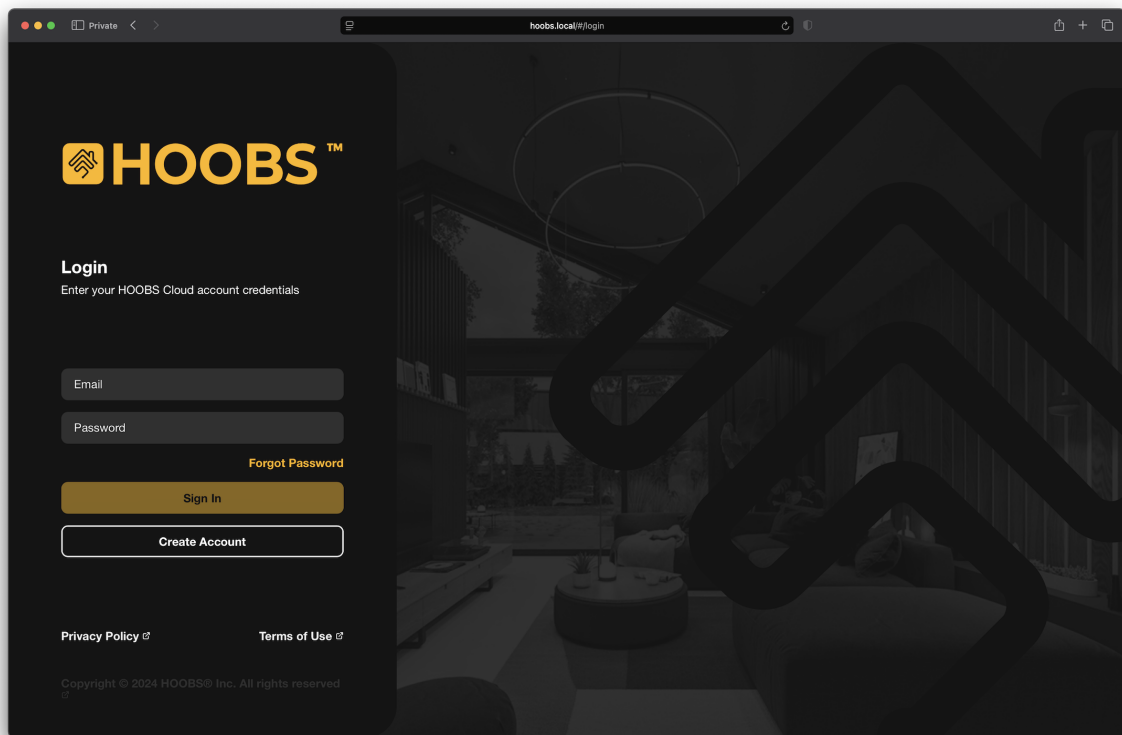 Private
hoobs.local/#/login
HOOBS™
Login
Enter your HOOBS Cloud account credentials
Email
Password
Forgot Password
Sign In
Create Account
Privacy Policy
Terms of Use
Copyright © 2024 HOOBS® Inc. All rights reserved